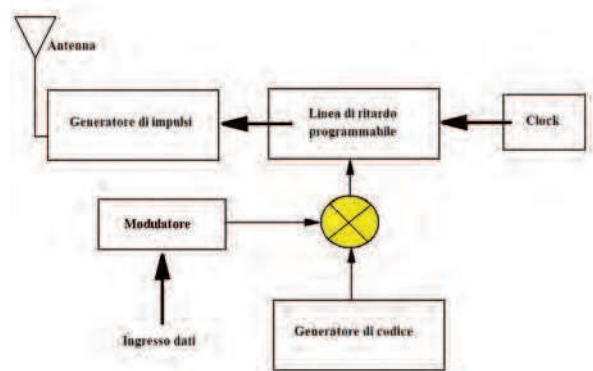 Antenna
Generatore di impulsi
Linea di ritardo
programmabile
Clock
Modulatore
Ingresso dati
Generatore di codice